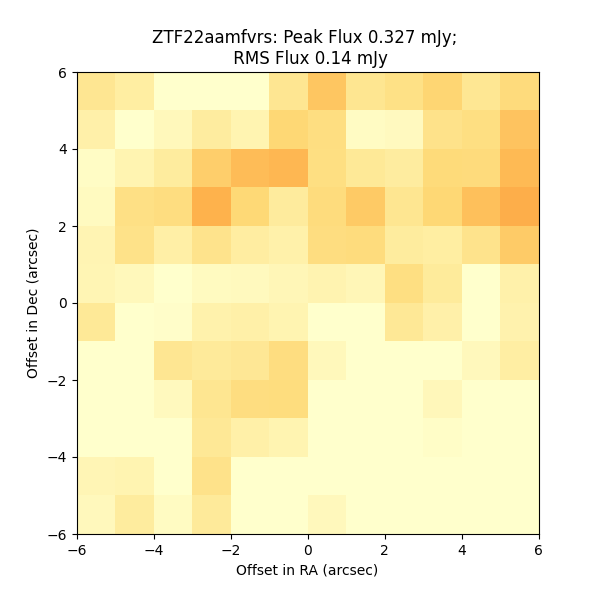 ZTF22aamfvrs: Peak Flux 0.327 mJy;
RMS Flux 0.14 mJy
6
4
2
0
−2
−4
−6
Offset in Dec (arcsec)
−6 −4 −2 0 2 4 6
Offset in RA (arcsec)